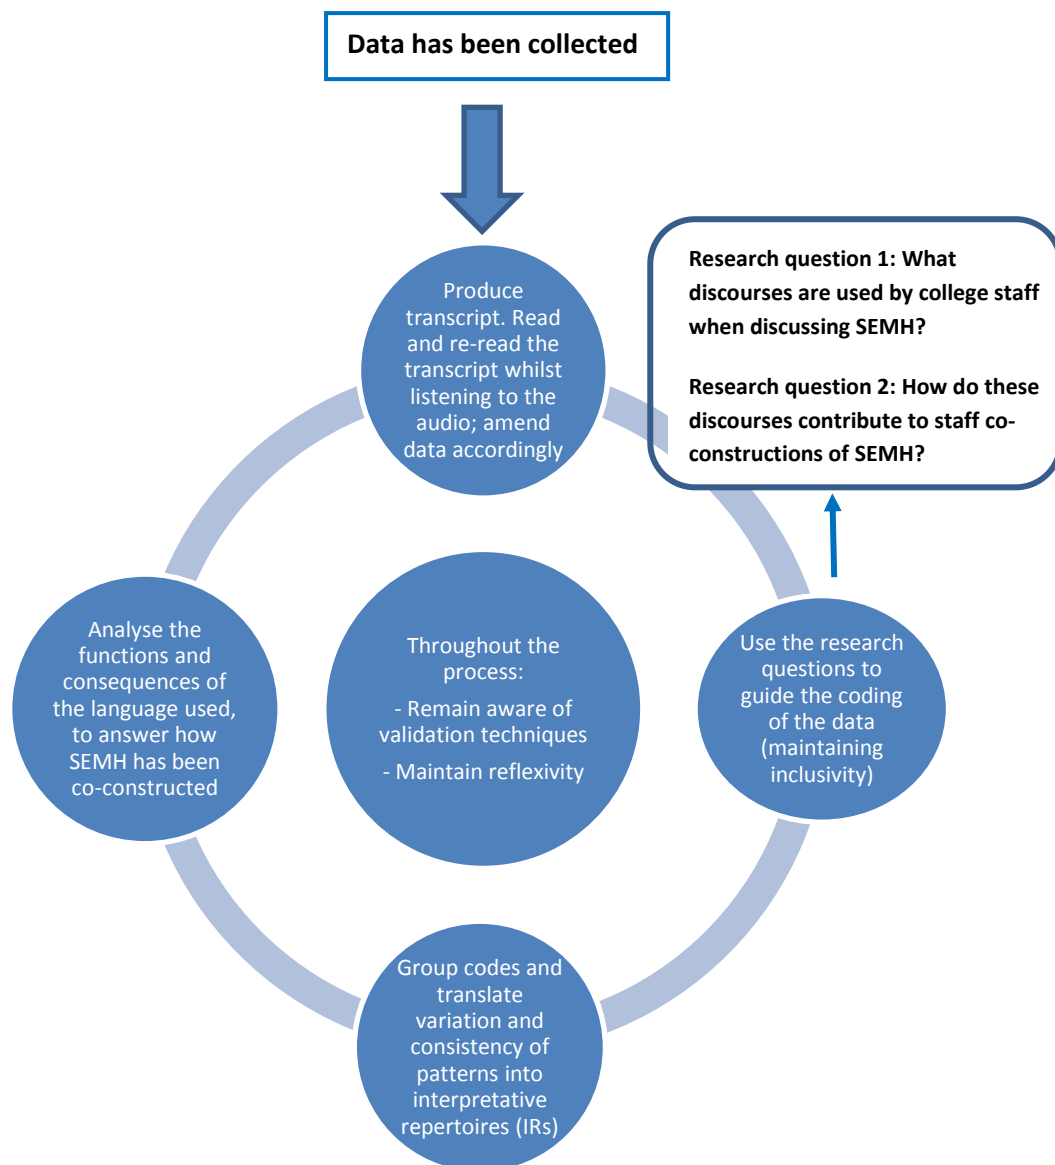 Data has been collected
Produce
transcript. Read
and re-read the
transcript whilst
listening to the
audio; amend
data accordingly
Research question 1: What
discourses are used by college staff
when discussing SEMH?
Research question 2: How do these
discourses contribute to staff co-
constructions of SEMH?
Use the research
questions to
guide the coding
of the data
(maintaining
inclusivity)
Group codes and
translate
variation and
consistency of
patterns into
interpretative
repertoires (IRs)
Analyse the
functions and
consequences of
the language used,
to answer how
SEMH has been
co-constructed
Throughout the
process:
- Remain aware of
validation techniques
- Maintain reflexivity